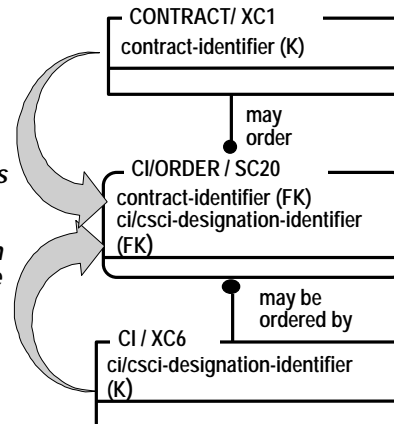 CONTRACT/ XC1
contract-identifier (K)
may
order
s
CI/ORDER / SC20
contract-identifier (FK)
ci/csci-designation-identifier
(FK)
e
may be
ordered by
CI / XC6
ci/csci-designation-identifier
(K)